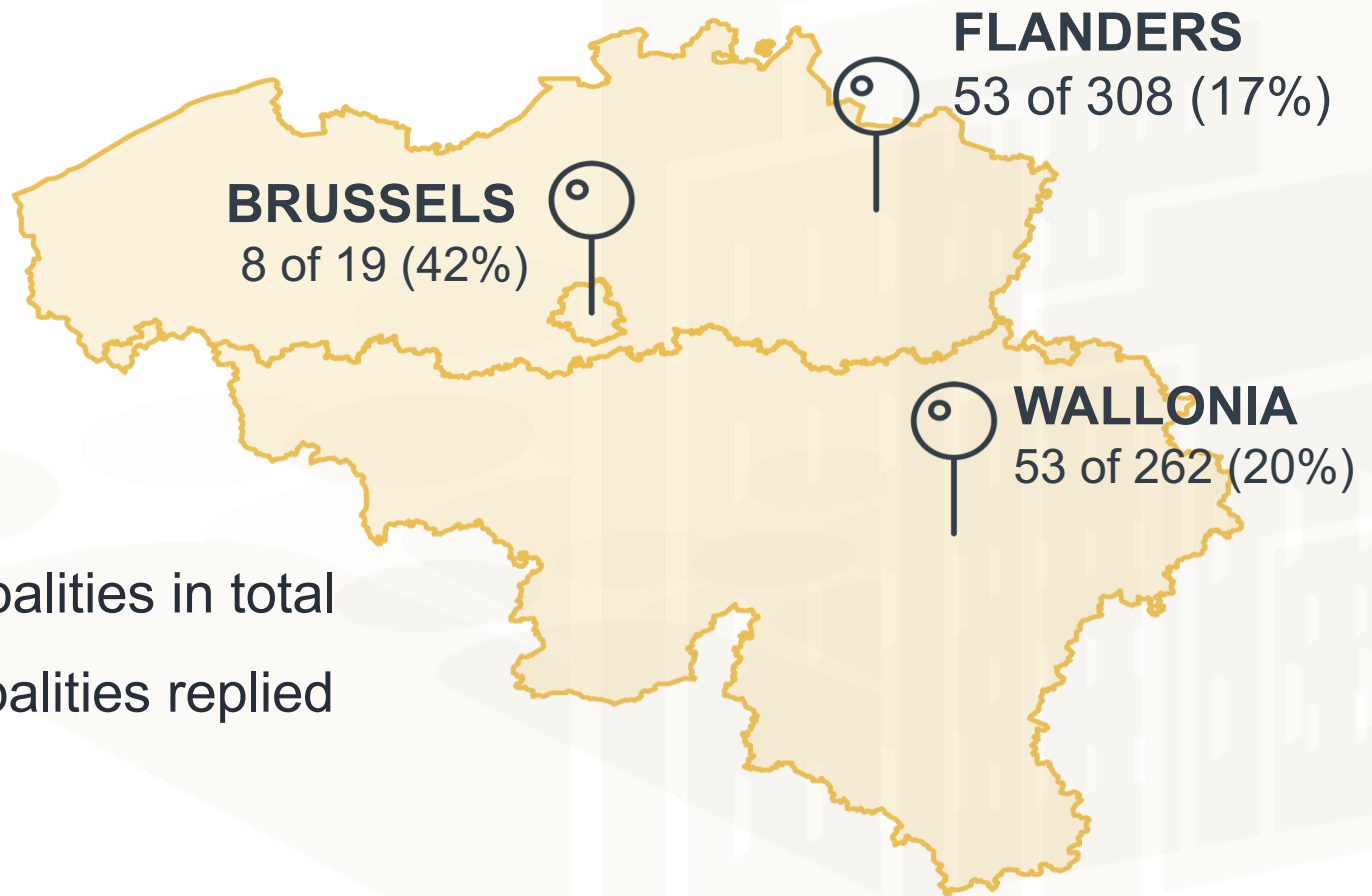 FLANDERS
53 of 308 (17%)
BRUSSELS
8 of 19 (42%)
WALLONIA
53 of 262 (20%)
palities in total
palities replied